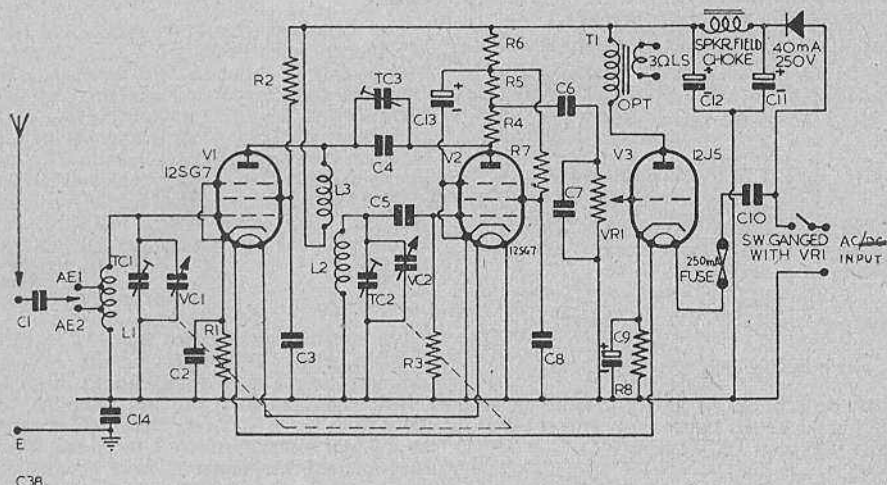 R6
T1
3ΩLS
SPKR.FIELD
CHOKE
40mA
250V
R2
TC3
R5
C6
C12
C11
OPT
C13
R4
V1
12SG7
C4
V2
R7
V3
12J5
L3
C5
C7
VR1
C10
SW.GANGED
WITH VR1
AC/DC
INPUT
250mA
FUSE
12SG7
TC1
VC1
L2
TC2
VC2
AE1
AE2
C1
L1
R1
C2
C3
R3
C8
C9
R8
C14
E
C38.